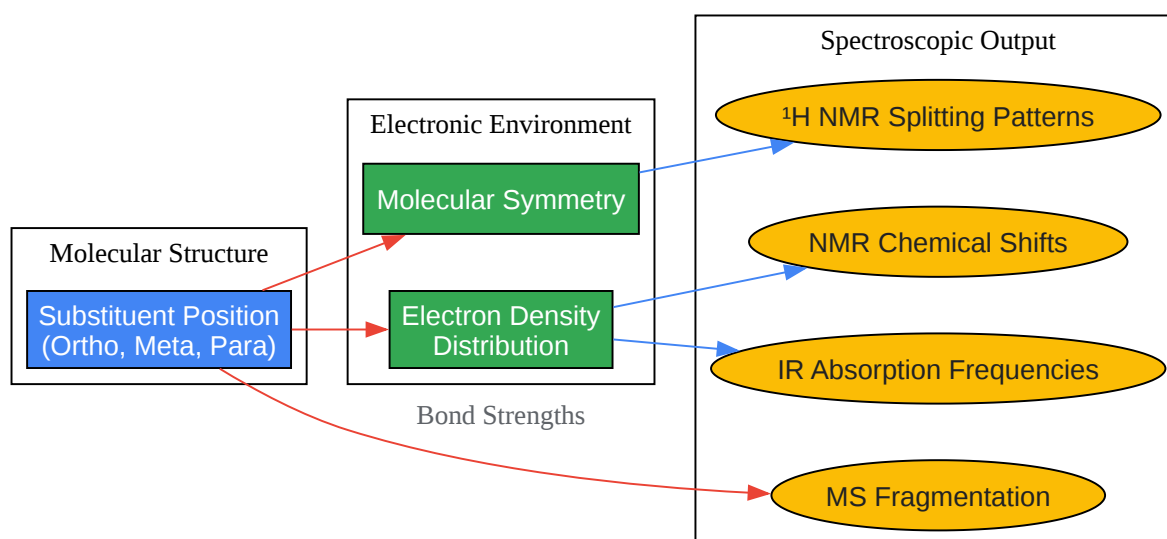 Spectroscopic Output
¹H NMR Splitting Patterns
Electronic Environment
Molecular Symmetry
NMR Chemical Shifts
Molecular Structure
Substituent Position
(Ortho, Meta, Para)
Electron Density
Distribution
IR Absorption Frequencies
Bond Strengths
MS Fragmentation